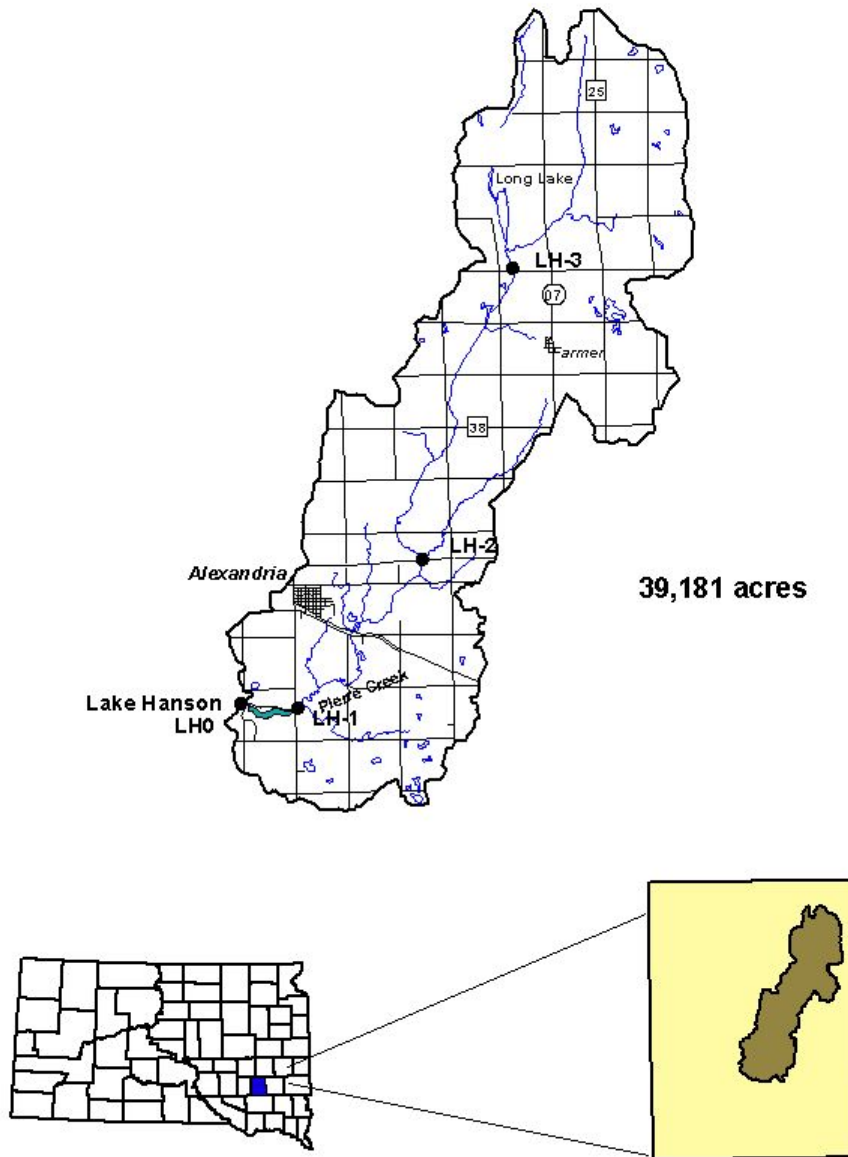 25
Long Lake
LH-3
07
Farmer
38
LH-2
Alexandria
39,181 acres
Pierre Creek
Lake Hanson
LH0
LH-1